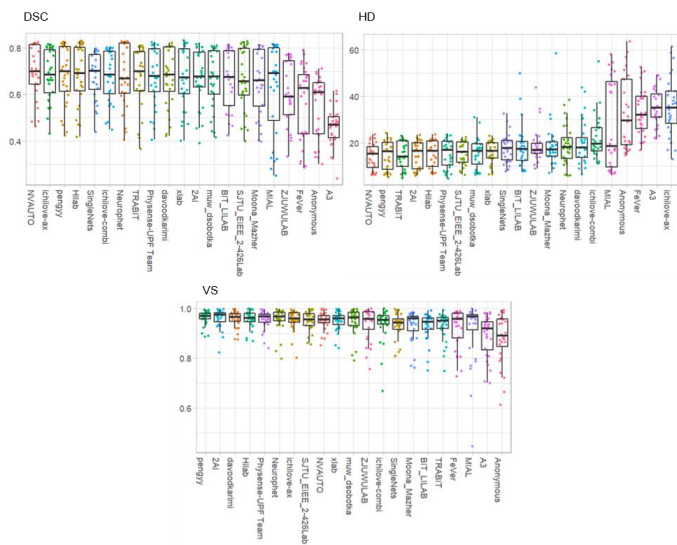 DSC
HD
0.8
0.6
0.4
60
40
20
NVAUTO
ichilove-ax
pengyy
Hilab
SingleNets
ichilove-combi
Neurophet
TRABIT
Physense-UPF Team
davoodkarimi
xlab
2Ai
muw_dsobotka
BIT_LILAB
SJTU_EIEE_2-426Lab
Moona_Mazher
MIAL
ZJUWULAB
FeVer
Anonymous
A3
NVAUTO
pengyy
2Ai
TRABIT
davoodkarimi
Hilab
Physense-UPF Team
SJTU_EIEE_2-426Lab
muw_dsobotka
xlab
SingleNets
BIT_LILAB
ZJUWULAB
Moona_Mazher
Neurophet
davoodkarimi
ichilove-combi
MIAL
Anonymous
FeVer
A3
ichilove-ax
VS
1.0
0.8
0.6
pengyy
2Ai
davoodkarimi
Hilab
Physense-UPF Team
Neurophet
ichilove-ax
SJTU_EIEE_2-426Lab
NVAUTO
xlab
muw_dsobotka
ZJUWULAB
ichilove-combi
SingleNets
Moona_Mazher
BIT_LILAB
TRABIT
FeVer
MIAL
A3
Anonymous